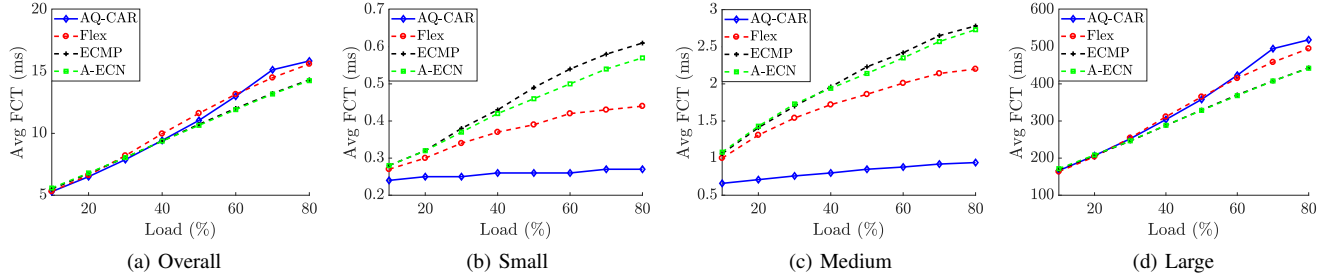 Avg FCT (ms)
15
10
5
AQ-CAR
Flex
ECMP
A-ECN
20
40
60
80
Load (%)
(a) Overall
Avg FCT (ms)
0.7
0.6
0.5
0.4
0.3
0.2
AQ-CAR
Flex
ECMP
A-ECN
20
40
60
80
Load (%)
(b) Small
Avg FCT (ms)
3
2.5
2
1.5
1
0.5
AQ-CAR
Flex
ECMP
A-ECN
20
40
60
80
Load (%)
(c) Medium
Avg FCT (ms)
600
500
400
300
200
100
AQ-CAR
Flex
ECMP
A-ECN
20
40
60
80
Load (%)
(d) Large